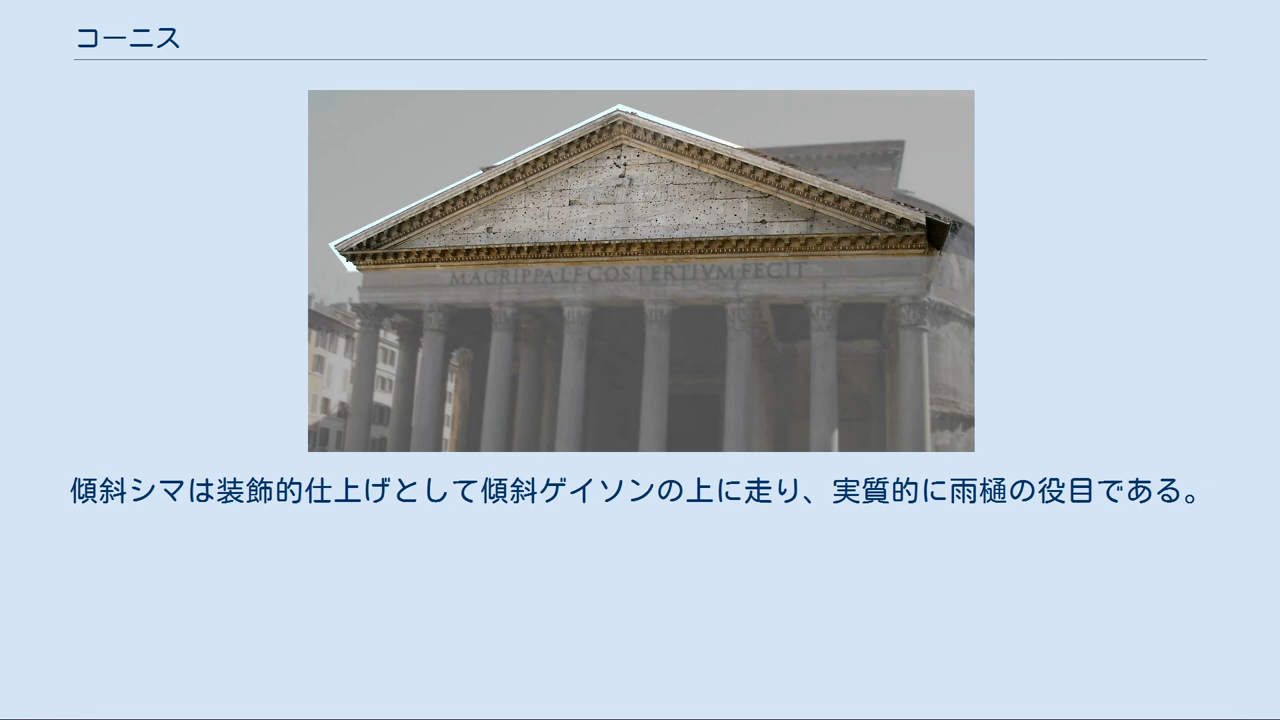 コーニス
M·AGRIPPA·L·F·COS·TERTIVM·FECIT
傾斜シマは装飾的仕上げとして傾斜ゲイソンの上に走り、実質的に雨樋の役目である。